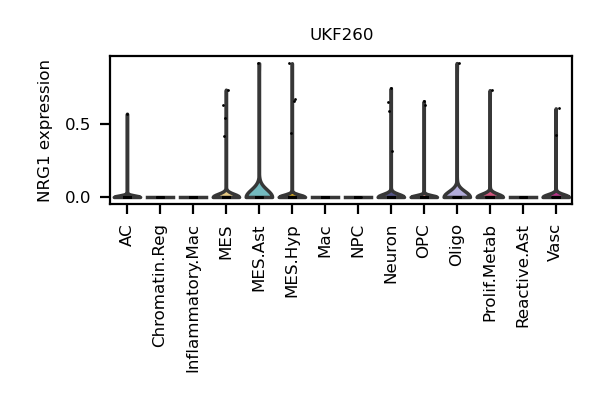 UKF260
NRG1 expression
0.5
0.0
AC
Chromatin.Reg
Inflammatory.Mac
MES
MES.Ast
MES.Hyp
Mac
NPC
Neuron
OPC
Oligo
Prolif.Metab
Reactive.Ast
Vasc